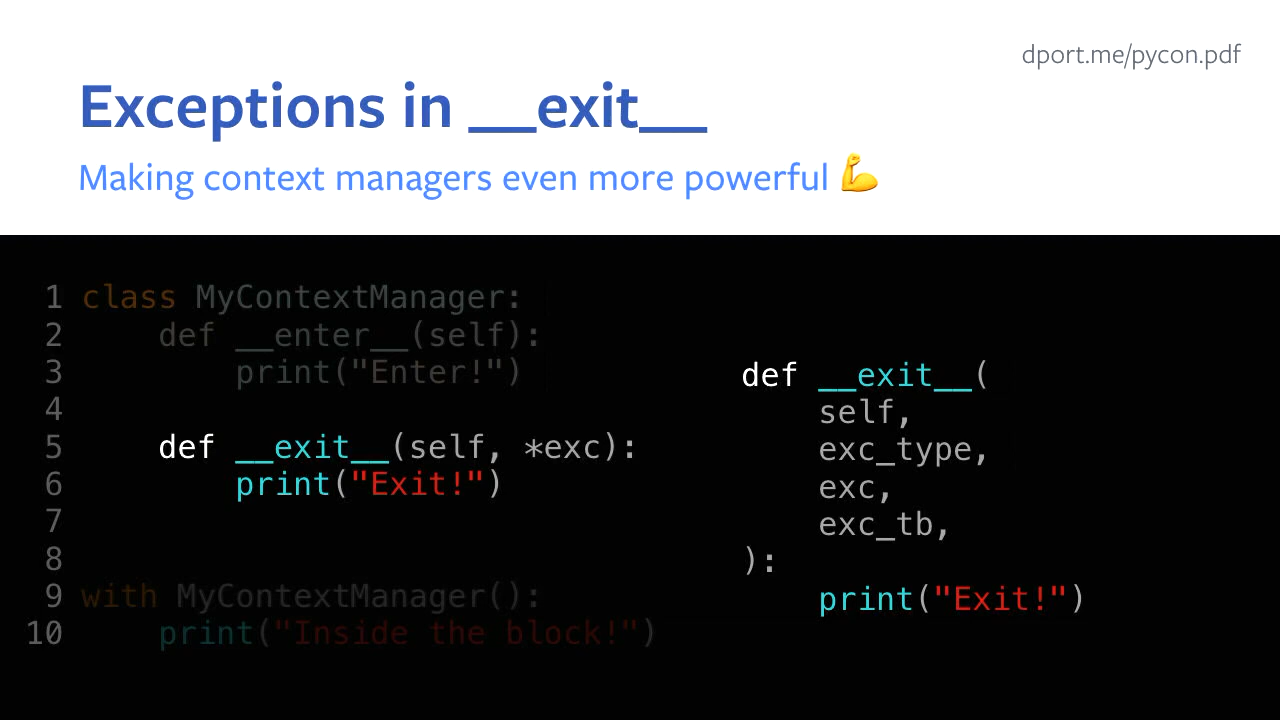 dport.me/pycon.pdf
Exceptions in __exit__
Making context managers even more powerful 💪
1 class MyContextManager:
2     def __enter__(self):
3         print("Enter!")
4
5     def __exit__(self, *exc):
6         print("Exit!")
7
8
9 with MyContextManager():
10     print("Inside the block!")
def __exit__(
    self,
    exc_type,
    exc,
    exc_tb,
):
    print("Exit!")